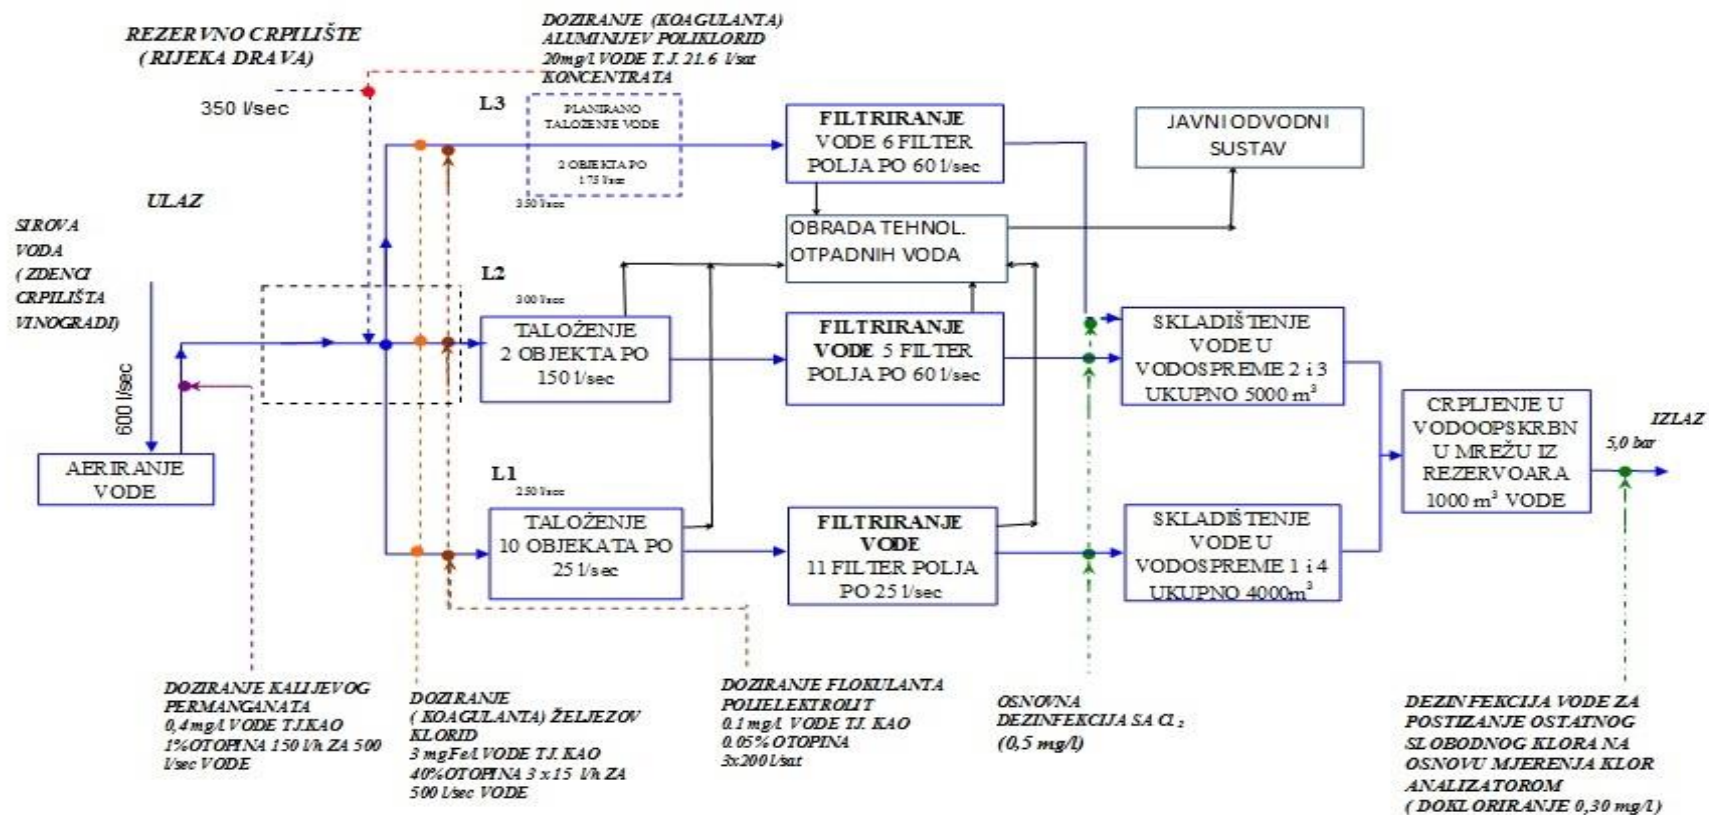 REZERVNO CRPILIŠTE
( RIJEKA DRAVA)
350 l/sec
DOZIRANJE (KOAGULANTA)
ALUMINIJEV POLIKLORID
20mg/l VODE T.J. 21.6 l/sat
KONCENTRATA
L3
PLANIRANO
TALOŽENJE VODE
2 OBJEKTA PO
175 l/sec
350 l/sec
FILTRIRANJE
VODE 6 FILTER
POLJA PO 60 l/sec
JAVNI ODVODNI
SUSTAV
ULAZ
SIROVA
VODA
( ZDENCI
CRPILIŠTA
VINOGRADI)
600 l/sec
AERIRANJE
VODE
OBRADA TEHNOL.
OTPADNIH VODA
L2
300 l/sec
TALOŽENJE
2 OBJEKTA PO
150 l/sec
FILTRIRANJE
VODE 5 FILTER
POLJA PO 60 l/sec
SKLADIŠTENJE
VODE U
VODOSPREME 2 i 3
UKUPNO 5000 m³
L1
250 l/sec
TALOŽENJE
10 OBJEKATA PO
25 l/sec
FILTRIRANJE
VODE
11 FILTER POLJA
PO 25 l/sec
SKLADIŠTENJE
VODE U
VODOSPREME 1 i 4
UKUPNO 4000m³
CRPLJENJE U
VODOOPSKRBN
U MREŽU IZ
REZERVOARA
1000 m³ VODE
5,0 bar
IZLAZ
DOZIRANJE KALIJEVOG
PERMANGANATA
0,4 mg/l VODE TJ.KAO
1%OTOPINA 150 l/h ZA 500
l/sec VODE
DOZIRANJE
( KOAGULANTA) ŽELJEZOV
KLORID
3 mgFe/l VODE T.J. KAO
40%OTOPINA 3 x 15 l/h ZA
500 l/sec VODE
DOZIRANJE FLOKULANTA
POLIELEKTROLIT
0.1 mg/l VODE TJ. KAO
0.05% OTOPINA
3x200 l/sat
OSNOVNA
DEZINFEKCIJA SA Cl₂
(0,5 mg/l)
DEZINFEKCIJA VODE ZA
POSTIZANJE OSTATNOG
SLOBODNOG KLORA NA
OSNOVU MJERENJA KLOR
ANALIZATOROM
( DOKLORIRANJE 0,30 mg/l)